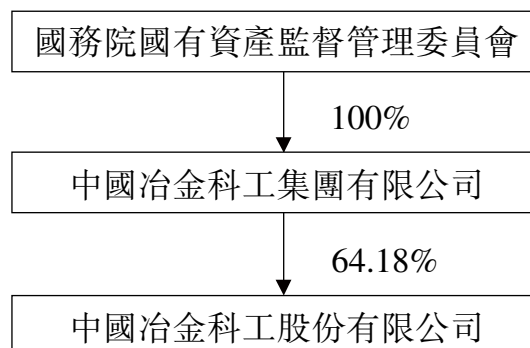 國務院國有資產監督管理委員會
100%
中國冶金科工集團有限公司
64.18%
中國冶金科工股份有限公司